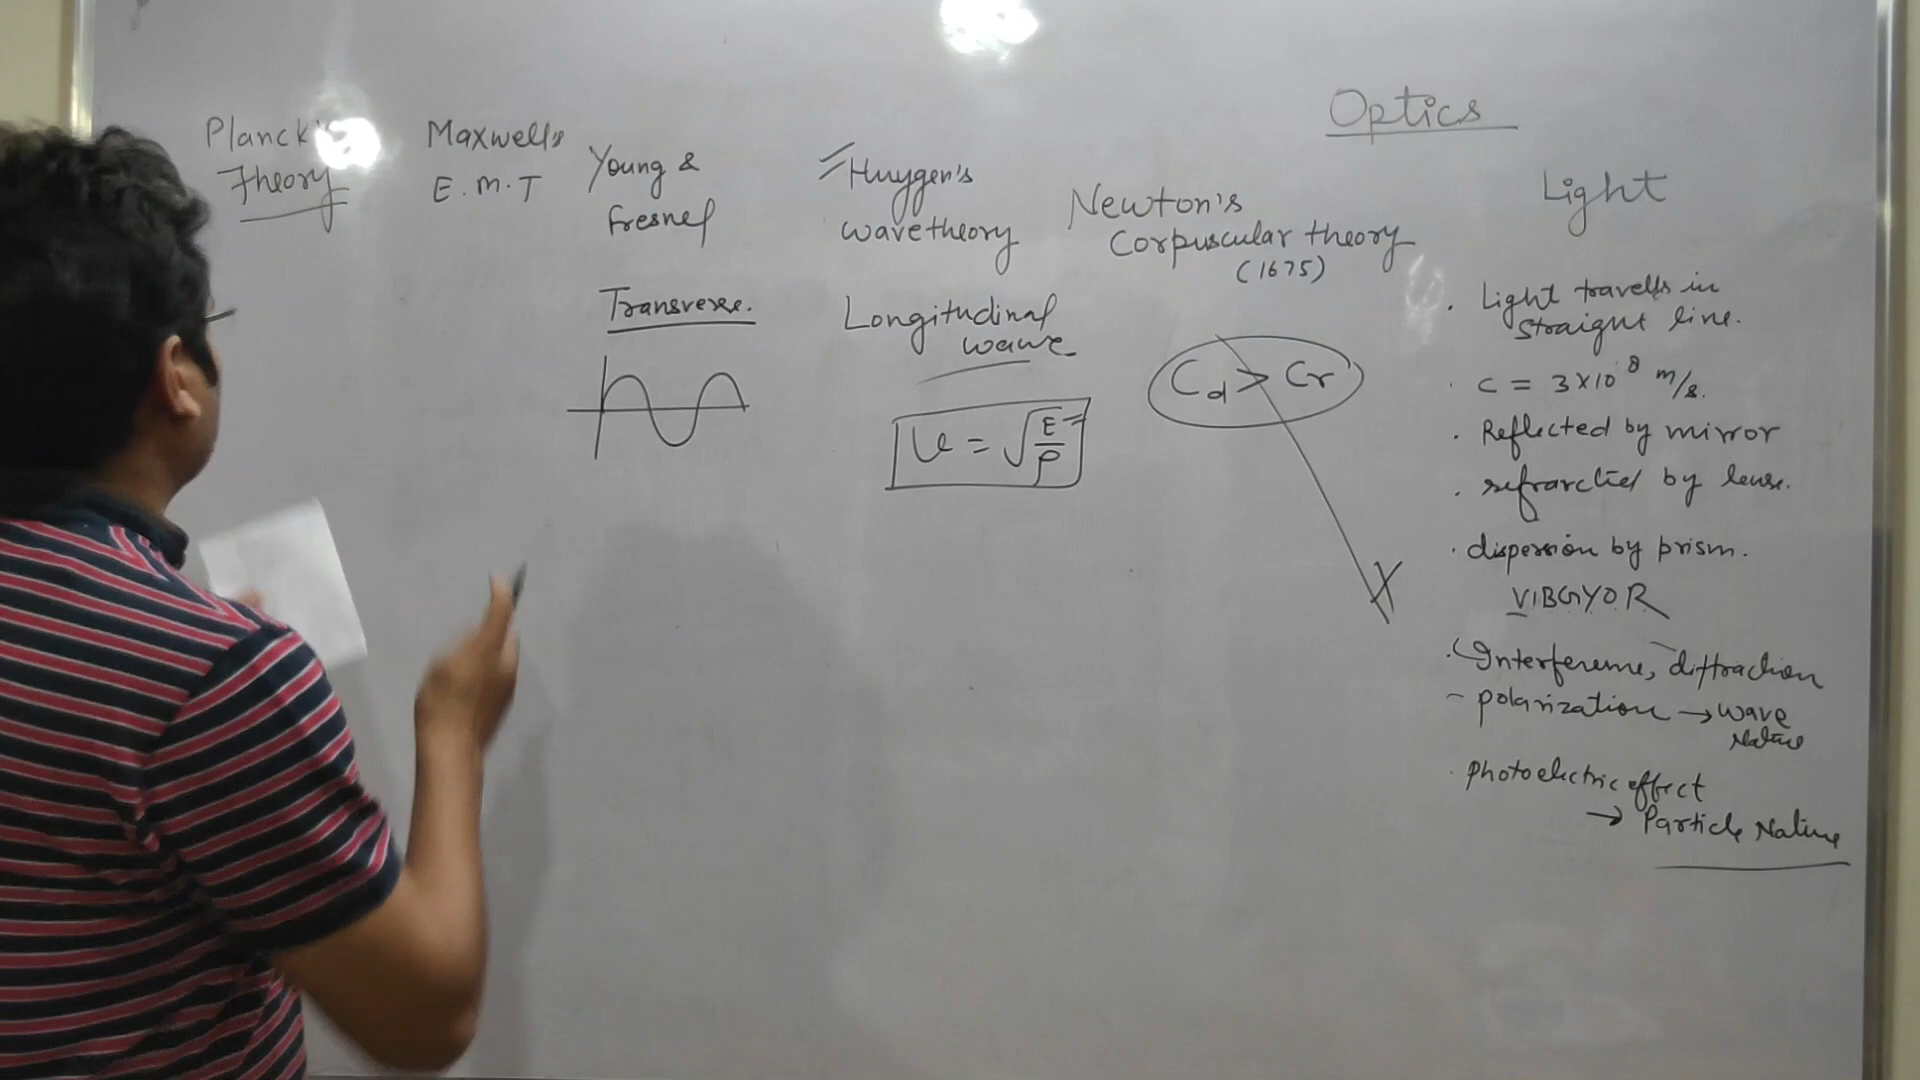 Optics
Planck's
Theory
Maxwell's
E.M.T
Young &
Fresnel
Transverse.
Huygen's
wave theory
Longitudinal
wave
v = √E/ρ
Newton's
Corpuscular theory
(1675)
Cd > Cr
X
Light
. Light travells in
straight line.
. C = 3×10⁸ m/s.
. Reflected by mirror
. refrarcted by lense.
. dispersion by prism.
VIBGYOR
. Interference, diffraction
- polarization → wave
Nature
. Photoelectric effect
→ Particle Nature